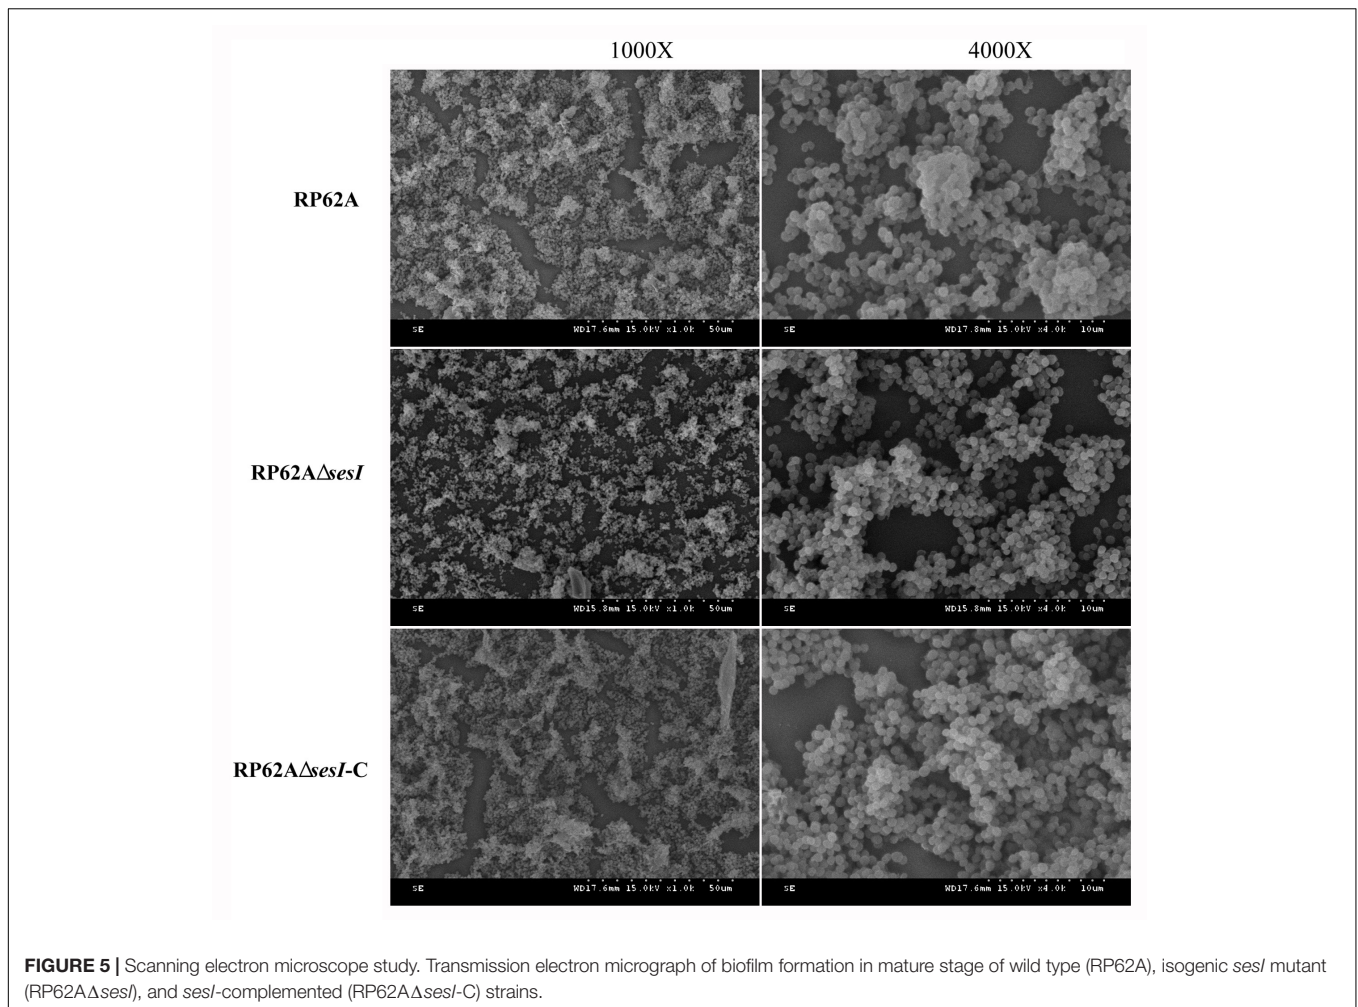 1000X 4000X
RP62A
SE WD17.6mm 15.0kV x1.0k 50um
SE WD17.8mm 15.0kV x4.0k 10um
RP62AΔsesI
SE WD15.8mm 15.0kV x1.0k 50um
SE WD15.8mm 15.0kV x4.0k 10um
RP62AΔsesI-C
SE WD17.6mm 15.0kV x1.0k 50um
SE WD17.6mm 15.0kV x4.0k 10um
FIGURE 5 | Scanning electron microscope study. Transmission electron micrograph of biofilm formation in mature stage of wild type (RP62A), isogenic sesI mutant
(RP62AΔsesI), and sesI-complemented (RP62AΔsesI-C) strains.